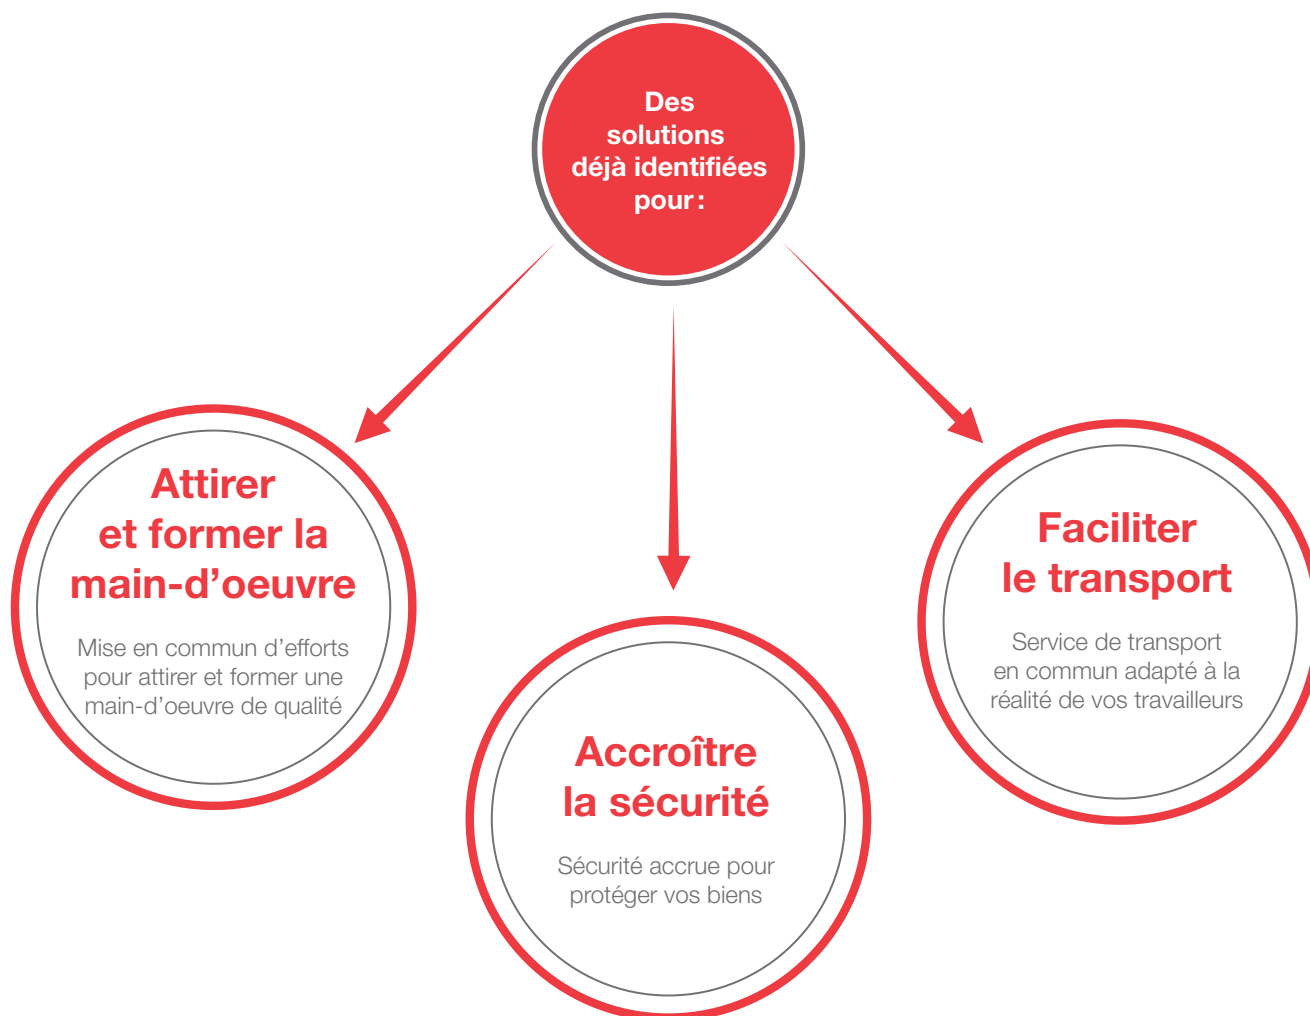 Des
solutions
déjà identifiées
pour :
Attirer
et former la
main-d’oeuvre
Mise en commun d’efforts
pour attirer et former une
main-d’oeuvre de qualité
Accroître
la sécurité
Sécurité accrue pour
protéger vos biens
Faciliter
le transport
Service de transport
en commun adapté à la
réalité de vos travailleurs